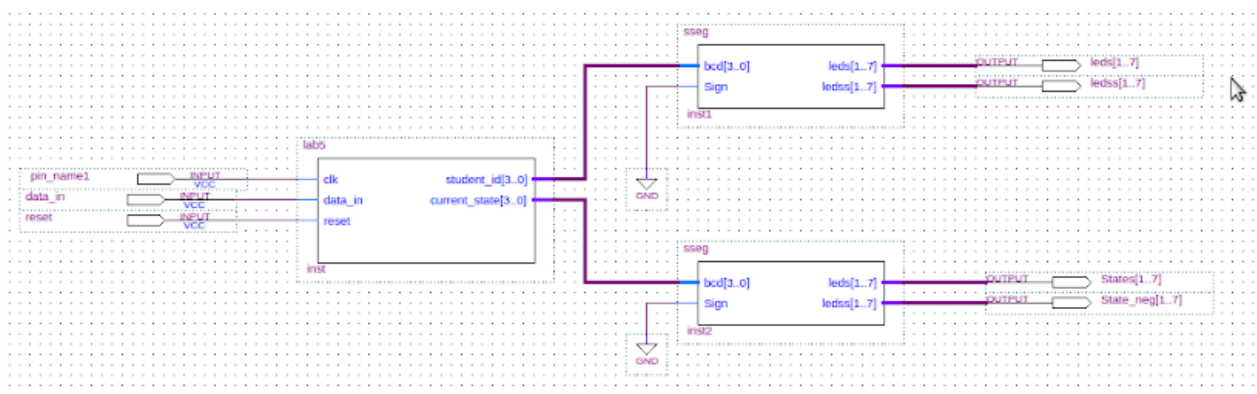 sseg
bcd[3..0] leds[1..7] OUTPUT leds[1..7]
Sign ledss[1..7] OUTPUT ledss[1..7]
inst1
GND
lab5
pin_name1 INPUT VCC clk student_id[3..0]
data_in INPUT VCC data_in current_state[3..0]
reset INPUT VCC reset
inst
sseg
bcd[3..0] leds[1..7] OUTPUT States[1..7]
Sign ledss[1..7] OUTPUT State_neg[1..7]
inst2
GND